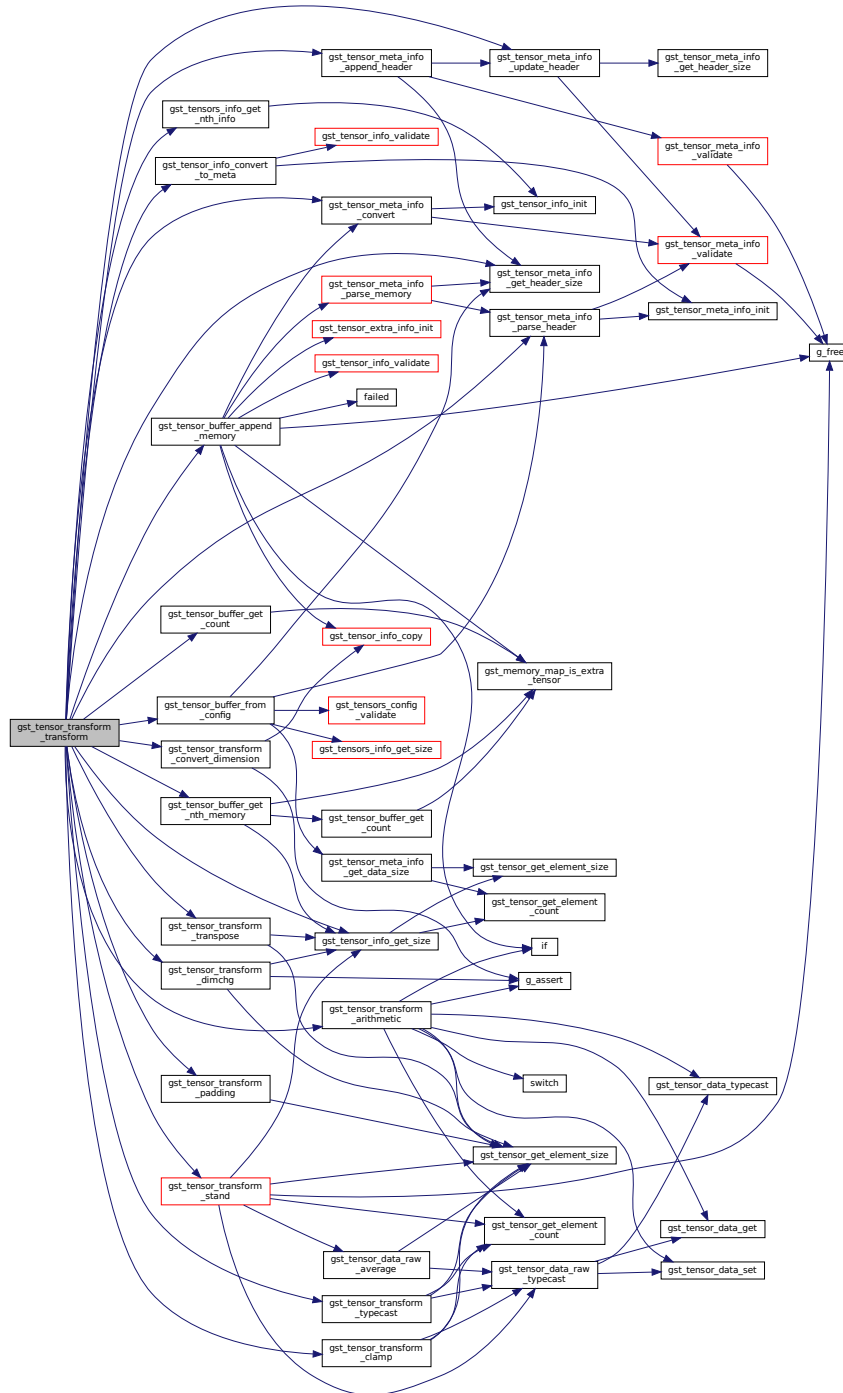 gst_tensor_meta_info
_update_header
gst_tensor_meta_info
_append_header
gst_tensor_meta_info
_get_header_size
gst_tensors_info_get
_nth_info
gst_tensor_info_validate
gst_tensor_meta_info
_validate
gst_tensor_info_convert
_to_meta
gst_tensor_info_init
gst_tensor_meta_info
_convert
gst_tensor_meta_info
_validate
gst_tensor_meta_info
_get_header_size
gst_tensor_meta_info
_parse_memory
gst_tensor_meta_info
_parse_header
gst_tensor_meta_info_init
gst_tensor_extra_info_init
g_free
gst_tensor_info_validate
failed
gst_tensor_buffer_append
_memory
gst_tensor_buffer_get
_count
gst_tensor_info_copy
gst_memory_map_is_extra
_tensor
gst_tensor_buffer_from
_config
gst_tensors_config
_validate
gst_tensor_transform
_transform
gst_tensors_info_get_size
gst_tensor_transform
_convert_dimension
gst_tensor_buffer_get
_nth_memory
gst_tensor_buffer_get
_count
gst_tensor_meta_info
_get_data_size
gst_tensor_get_element_size
gst_tensor_get_element
_count
gst_tensor_transform
_transpose
gst_tensor_info_get_size
if
gst_tensor_transform
_dimchg
g_assert
gst_tensor_transform
_arithmetic
switch
gst_tensor_data_typecast
gst_tensor_transform
_padding
gst_tensor_get_element_size
gst_tensor_transform
_stand
gst_tensor_get_element
_count
gst_tensor_data_get
gst_tensor_data_raw
_average
gst_tensor_data_raw
_typecast
gst_tensor_data_set
gst_tensor_transform
_typecast
gst_tensor_transform
_clamp